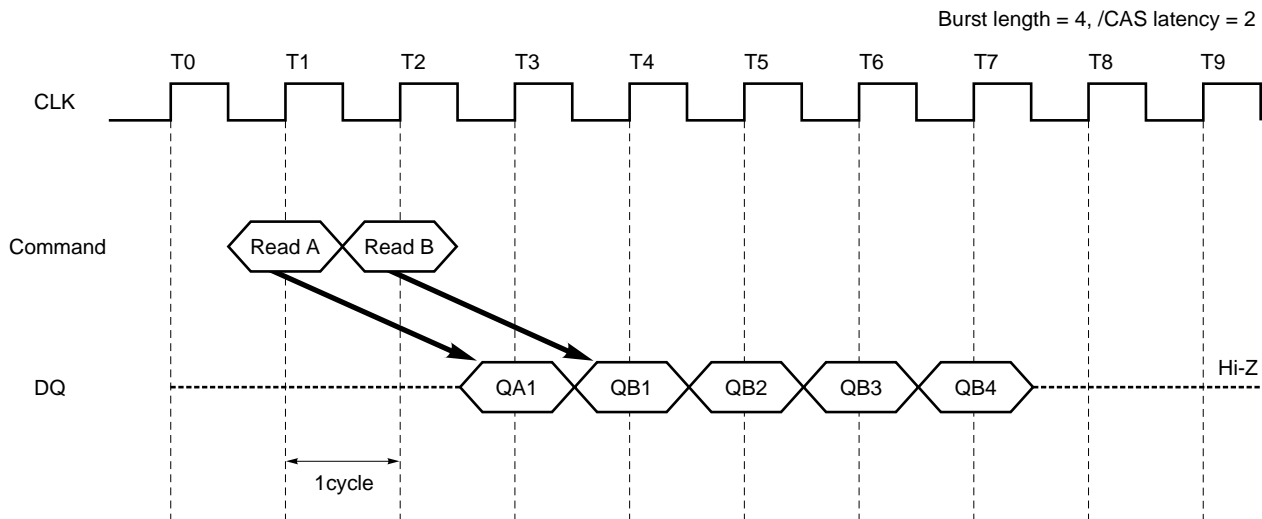 Burst length = 4, /CAS latency = 2
T0 T1 T2 T3 T4 T5 T6 T7 T8 T9
CLK
Command Read A Read B
Hi-Z
DQ QA1 QB1 QB2 QB3 QB4
1cycle